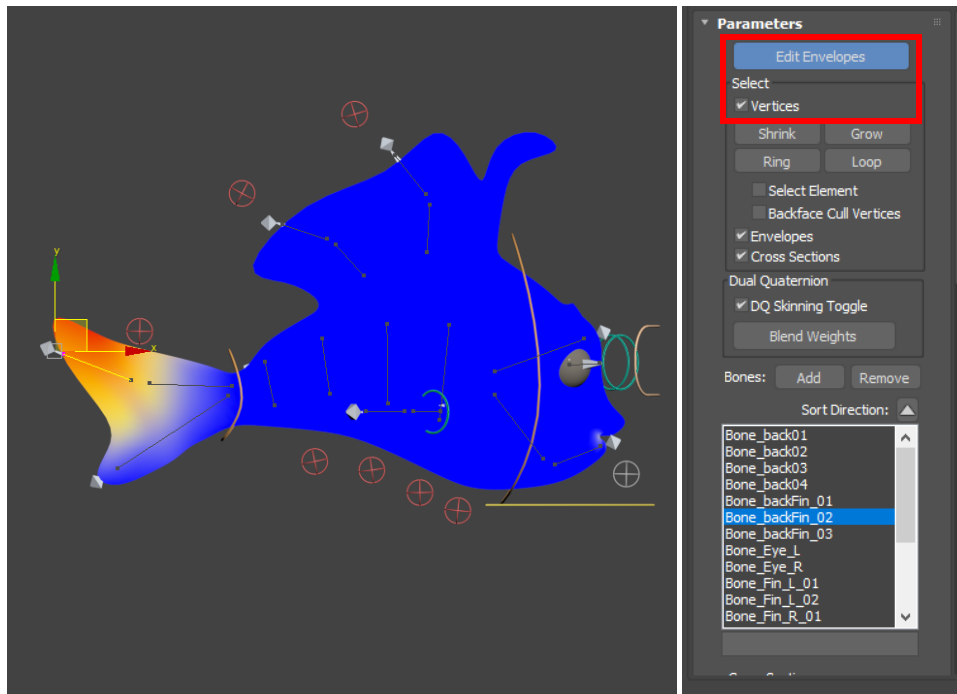 y
x
Parameters
Edit Envelopes
Select
Vertices
Shrink Grow
Ring Loop
Select Element
Backface Cull Vertices
Envelopes
Cross Sections
Dual Quaternion
DQ Skinning Toggle
Blend Weights
Bones: Add Remove
Sort Direction:
Bone_back01
Bone_back02
Bone_back03
Bone_back04
Bone_backFin_01
Bone_backFin_02
Bone_backFin_03
Bone_Eye_L
Bone_Eye_R
Bone_Fin_L_01
Bone_Fin_L_02
Bone_Fin_R_01